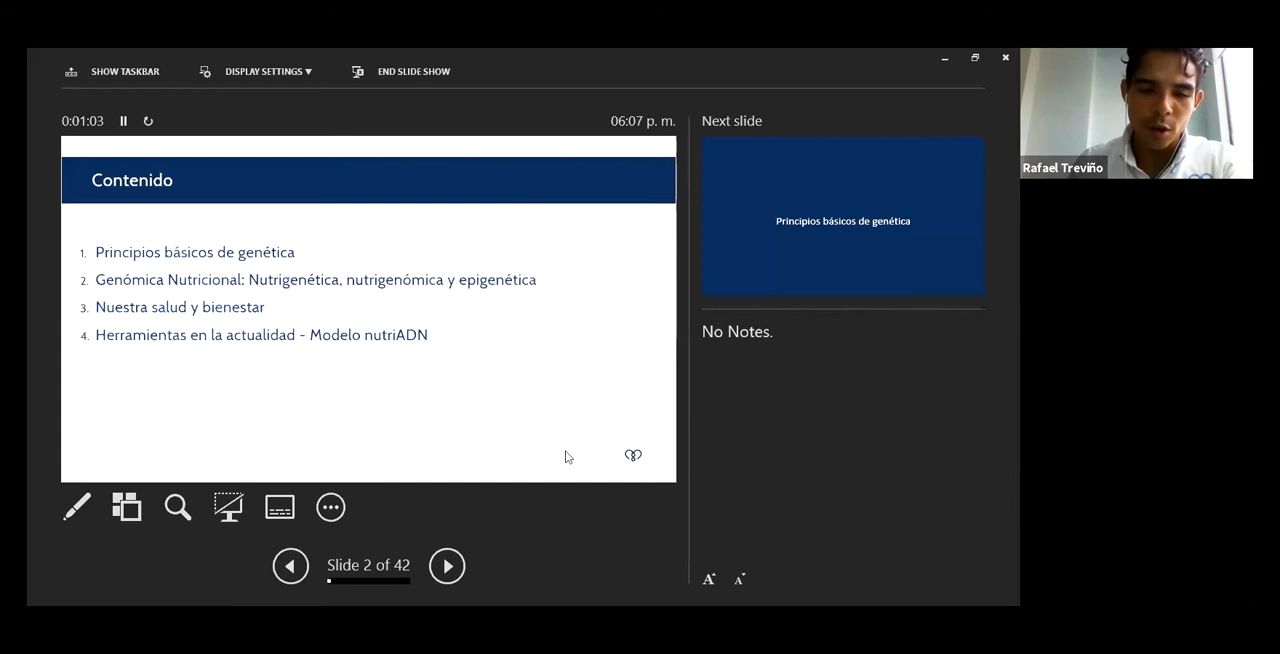 SHOW TASKBAR
DISPLAY SETTINGS ▼
END SLIDE SHOW
0:01:03
06:07 p. m.
Contenido
1. Principios básicos de genética
2. Genómica Nutricional: Nutrigenética, nutrigenómica y epigenética
3. Nuestra salud y bienestar
4. Herramientas en la actualidad - Modelo nutriADN
Slide 2 of 42
Next slide
Principios básicos de genética
No Notes.
A A
Rafael Treviño